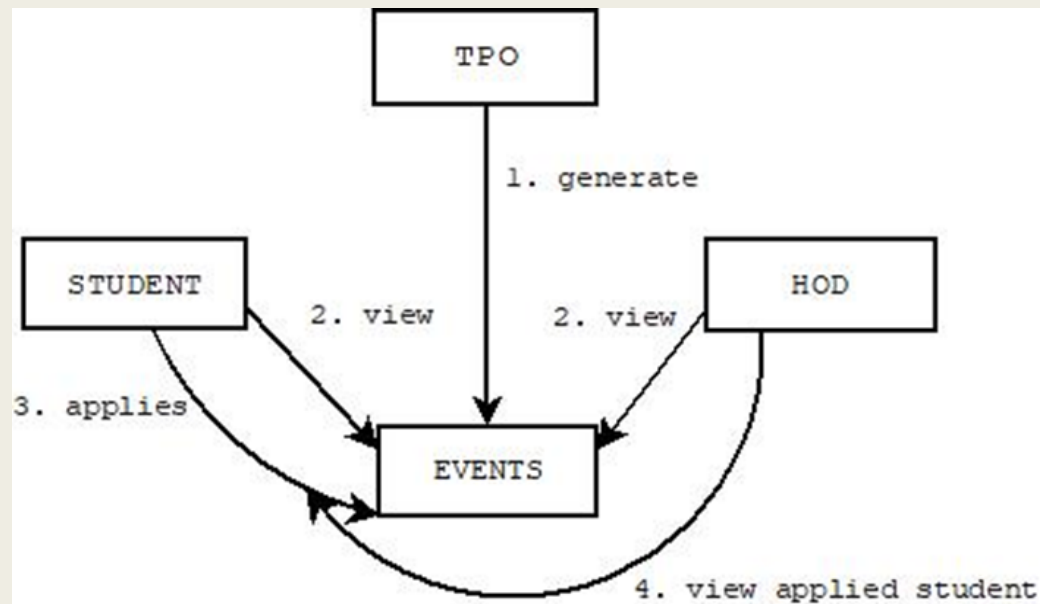 TPO
1. generate
STUDENT
HOD
2. view
2. view
3. applies
EVENTS
4. view applied student